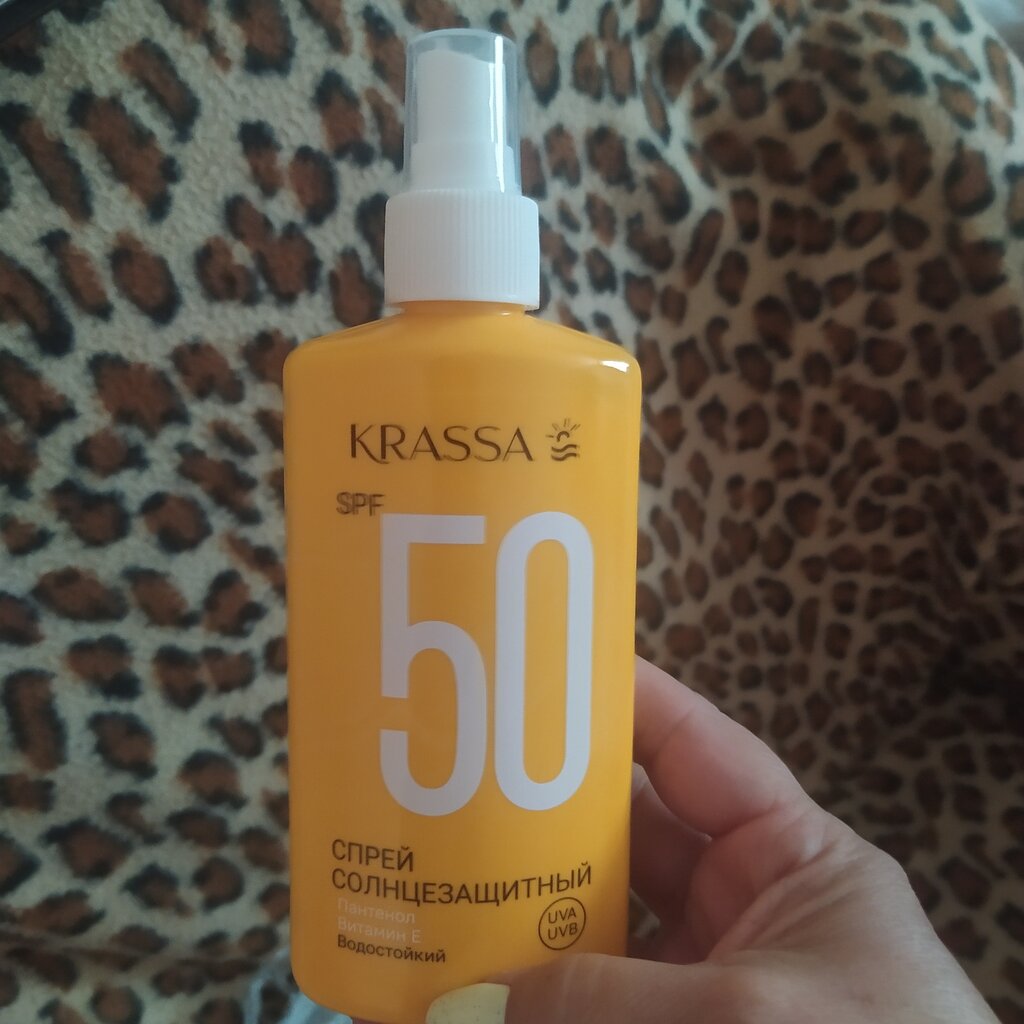 KRASSA
SPF
50
СПРЕЙ
СОЛНЦЕЗАЩИТНЫЙ
Пантенол
Витамин Е
Водостойкий
UVA
UVB